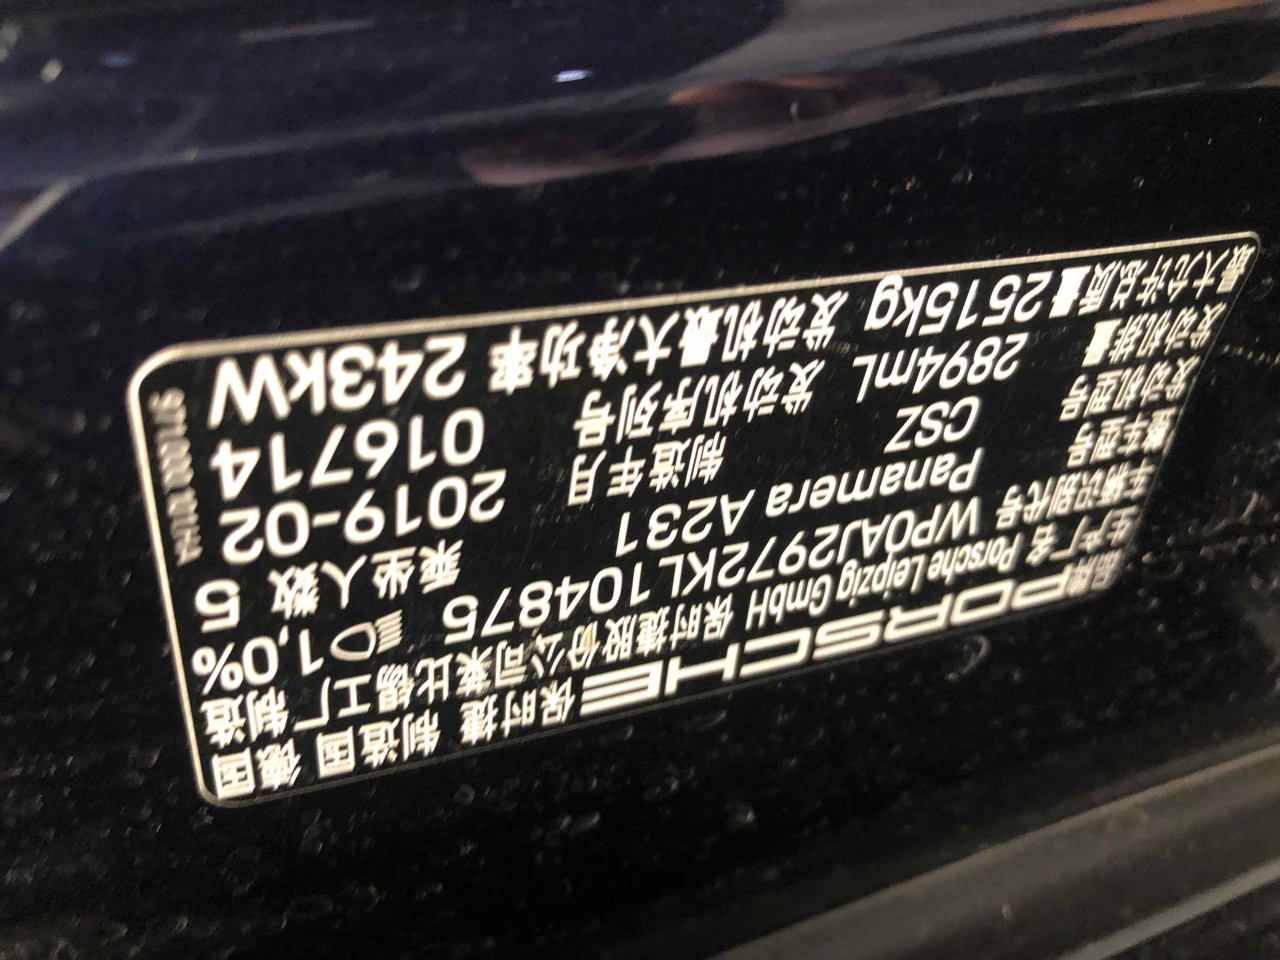 品牌 PORSCHE 保时捷 制造国 德国
生产厂名 Porsche Leipzig GmbH 保时捷股份公司莱比锡工厂 制造
车辆识别代号 WP0AJ2972KL104875 1,0%
整车型号 Panamera A231 乘坐人数 5
发动机型号 CSZ 制造年月 2019-02
发动机排量 2894mL 发动机序列号 016714
最大允许总质量 2515kg 发动机最大净功率 243kW